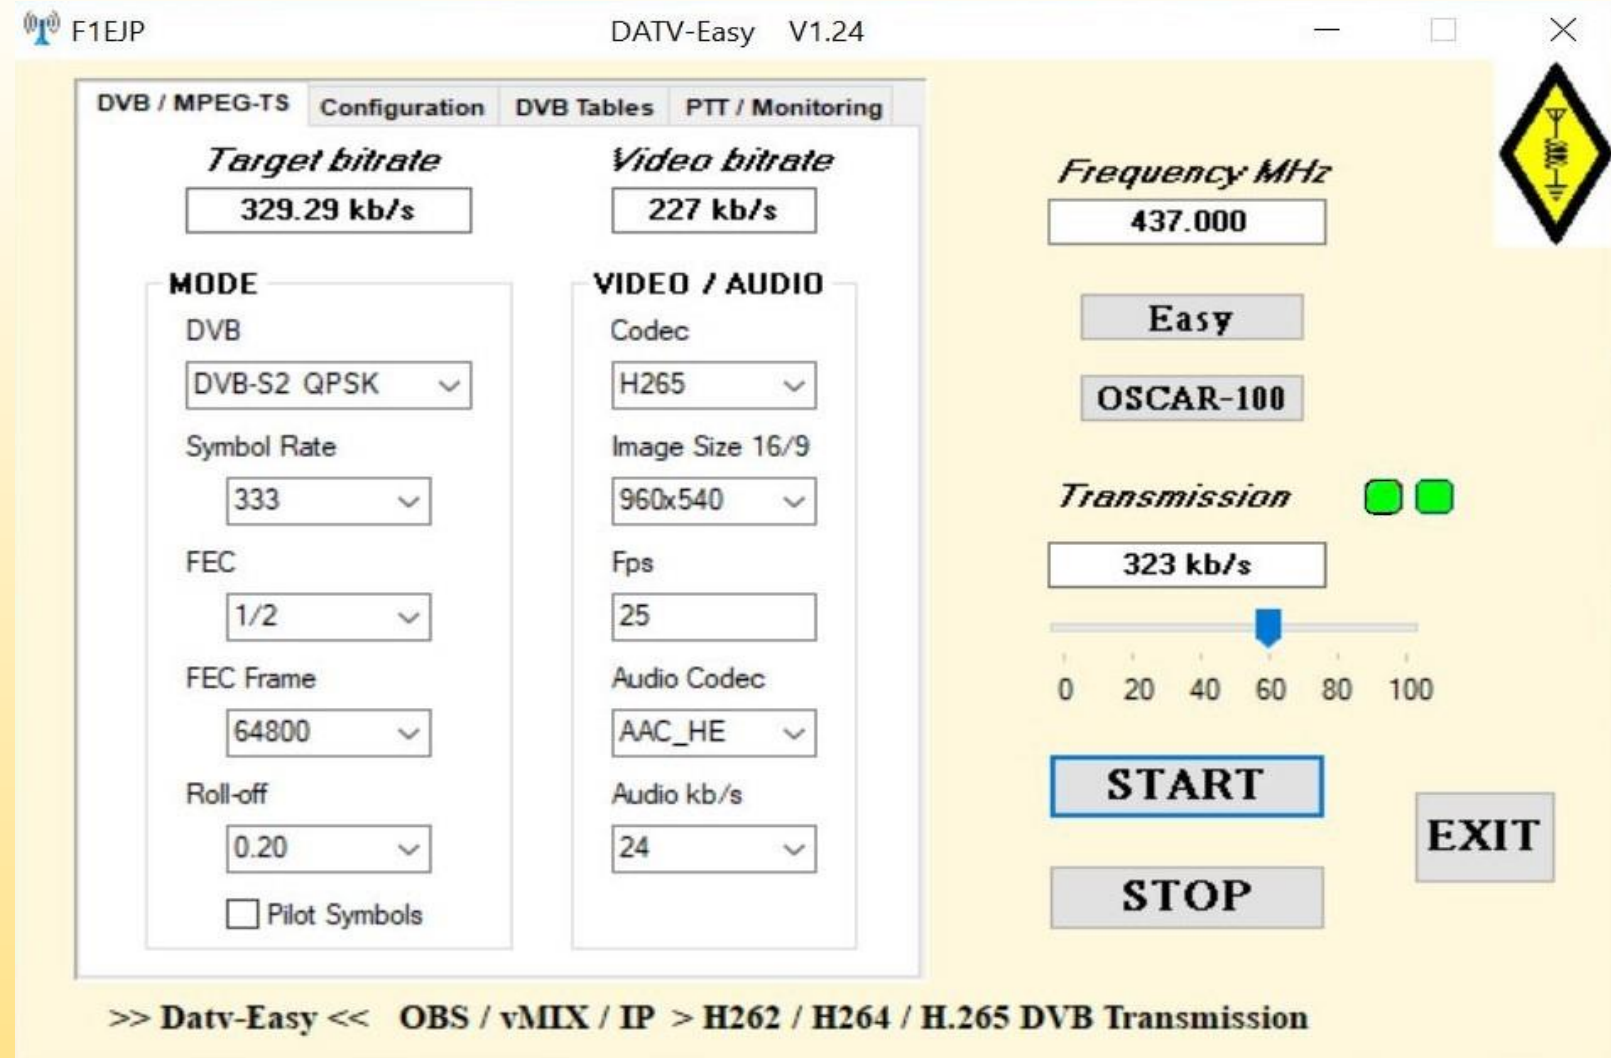 F1EJP DATV-Easy V1.24
DVB / MPEG-TS Configuration DVB Tables PTT / Monitoring
Target bitrate
329.29 kb/s
Video bitrate
227 kb/s
MODE
DVB
DVB-S2 QPSK
Symbol Rate
333
FEC
1/2
FEC Frame
64800
Roll-off
0.20
Pilot Symbols
VIDEO / AUDIO
Codec
H265
Image Size 16/9
960x540
Fps
25
Audio Codec
AAC_HE
Audio kb/s
24
Frequency MHz
437.000
Easy
OSCAR-100
Transmission
323 kb/s
0 20 40 60 80 100
START
STOP
EXIT
>> Datv-Easy << OBS / vMIX / IP > H262 / H264 / H.265 DVB Transmission